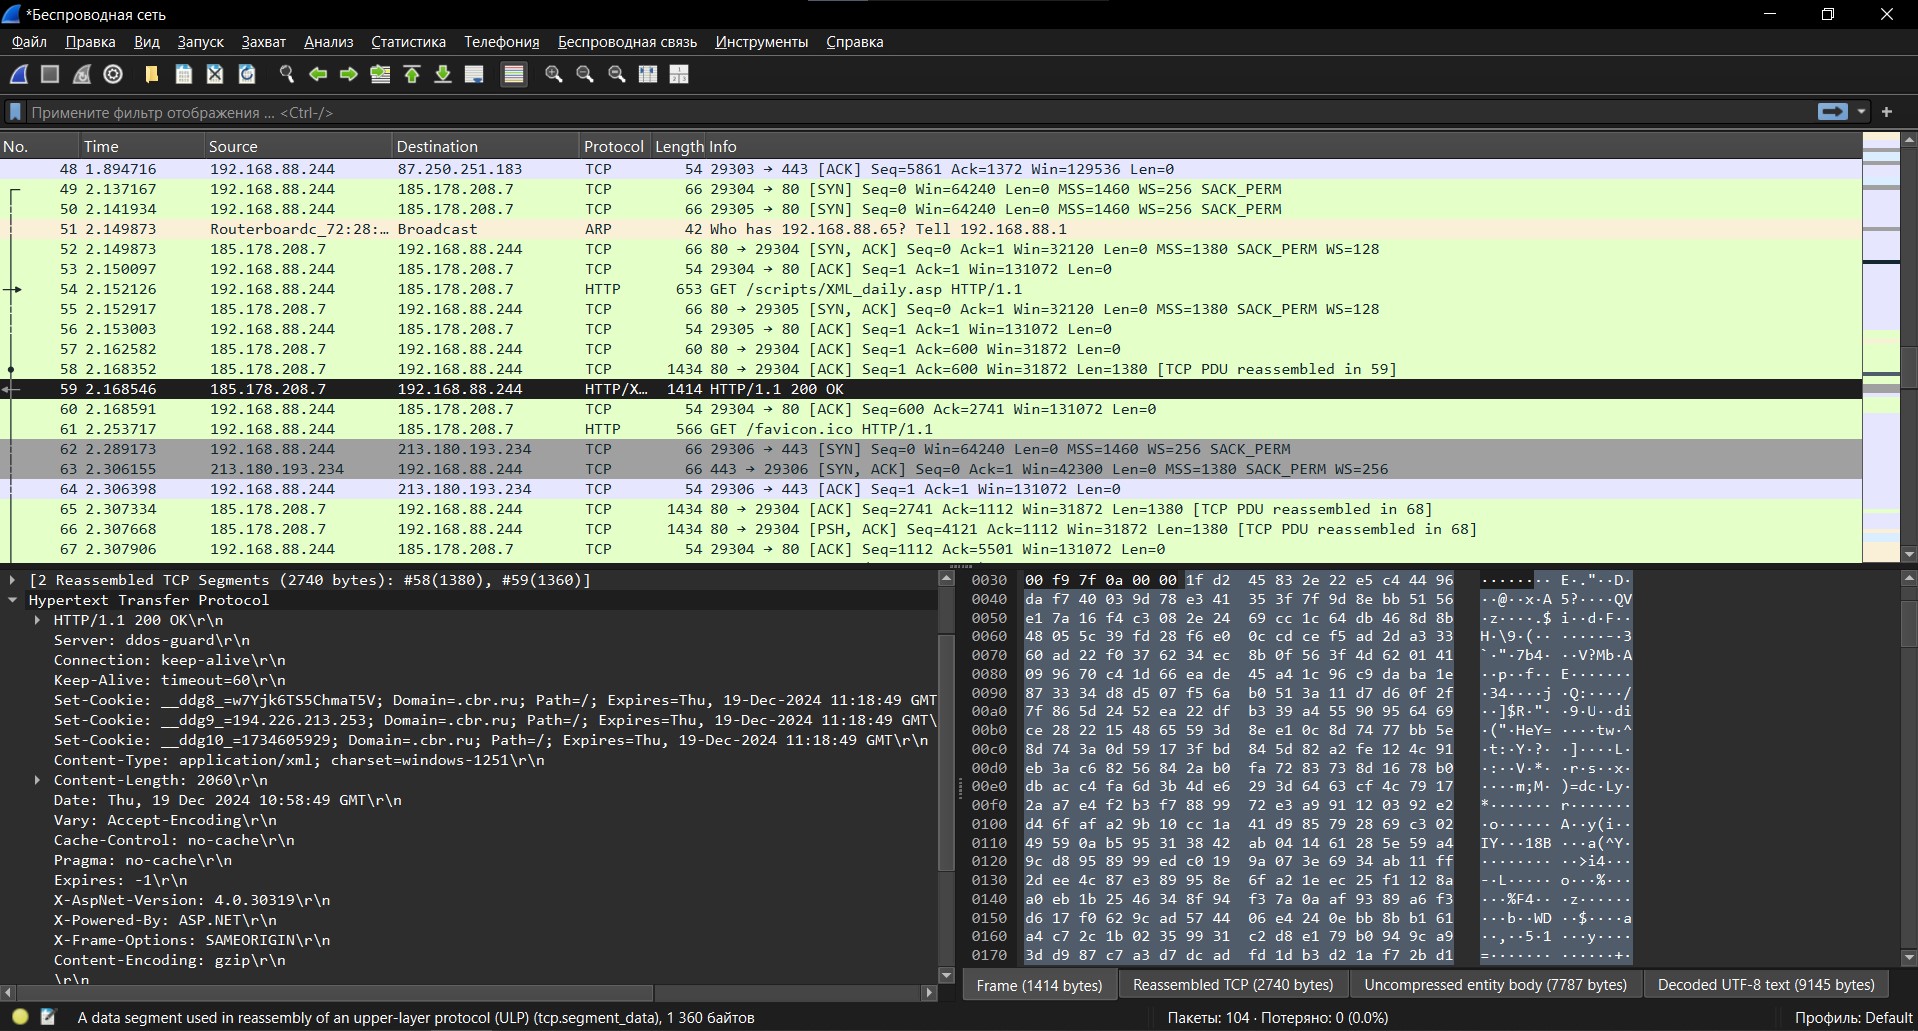 *Беспроводная сеть
Файл Правка Вид Запуск Захват Анализ Статистика Телефония Беспроводная связь Инструменты Справка
Примените фильтр отображения ... <Ctrl-/>
No. Time Source Destination Protocol Length Info
48 1.894716 192.168.88.244 87.250.251.183 TCP 54 29303 → 443 [ACK] Seq=5861 Ack=1372 Win=129536 Len=0
49 2.137167 192.168.88.244 185.178.208.7 TCP 66 29304 → 80 [SYN] Seq=0 Win=64240 Len=0 MSS=1460 WS=256 SACK_PERM
50 2.141934 192.168.88.244 185.178.208.7 TCP 66 29305 → 80 [SYN] Seq=0 Win=64240 Len=0 MSS=1460 WS=256 SACK_PERM
51 2.149873 Routerboardc_72:28:… Broadcast ARP 42 Who has 192.168.88.65? Tell 192.168.88.1
52 2.149873 185.178.208.7 192.168.88.244 TCP 66 80 → 29304 [SYN, ACK] Seq=0 Ack=1 Win=32120 Len=0 MSS=1380 SACK_PERM WS=128
53 2.150097 192.168.88.244 185.178.208.7 TCP 54 29304 → 80 [ACK] Seq=1 Ack=1 Win=131072 Len=0
54 2.152126 192.168.88.244 185.178.208.7 HTTP 653 GET /scripts/XML_daily.asp HTTP/1.1
55 2.152917 185.178.208.7 192.168.88.244 TCP 66 80 → 29305 [SYN, ACK] Seq=0 Ack=1 Win=32120 Len=0 MSS=1380 SACK_PERM WS=128
56 2.153003 192.168.88.244 185.178.208.7 TCP 54 29305 → 80 [ACK] Seq=1 Ack=1 Win=131072 Len=0
57 2.162582 185.178.208.7 192.168.88.244 TCP 60 80 → 29304 [ACK] Seq=1 Ack=600 Win=31872 Len=0
58 2.168352 185.178.208.7 192.168.88.244 TCP 1434 80 → 29304 [ACK] Seq=1 Ack=600 Win=31872 Len=1380 [TCP PDU reassembled in 59]
59 2.168546 185.178.208.7 192.168.88.244 HTTP/X… 1414 HTTP/1.1 200 OK
60 2.168591 192.168.88.244 185.178.208.7 TCP 54 29304 → 80 [ACK] Seq=600 Ack=2741 Win=131072 Len=0
61 2.253717 192.168.88.244 185.178.208.7 HTTP 566 GET /favicon.ico HTTP/1.1
62 2.289173 192.168.88.244 213.180.193.234 TCP 66 29306 → 443 [SYN] Seq=0 Win=64240 Len=0 MSS=1460 WS=256 SACK_PERM
63 2.306155 213.180.193.234 192.168.88.244 TCP 66 443 → 29306 [SYN, ACK] Seq=0 Ack=1 Win=42300 Len=0 MSS=1380 SACK_PERM WS=256
64 2.306398 192.168.88.244 213.180.193.234 TCP 54 29306 → 443 [ACK] Seq=1 Ack=1 Win=131072 Len=0
65 2.307334 185.178.208.7 192.168.88.244 TCP 1434 80 → 29304 [ACK] Seq=2741 Ack=1112 Win=31872 Len=1380 [TCP PDU reassembled in 68]
66 2.307668 185.178.208.7 192.168.88.244 TCP 1434 80 → 29304 [PSH, ACK] Seq=4121 Ack=1112 Win=31872 Len=1380 [TCP PDU reassembled in 68]
67 2.307906 192.168.88.244 185.178.208.7 TCP 54 29304 → 80 [ACK] Seq=1112 Ack=5501 Win=131072 Len=0
[2 Reassembled TCP Segments (2740 bytes): #58(1380), #59(1360)]
Hypertext Transfer Protocol
HTTP/1.1 200 OK\r\n
Server: ddos-guard\r\n
Connection: keep-alive\r\n
Keep-Alive: timeout=60\r\n
Set-Cookie: __ddg8_=w7Yjk6TS5ChmaT5V; Domain=.cbr.ru; Path=/; Expires=Thu, 19-Dec-2024 11:18:49 GMT
Set-Cookie: __ddg9_=194.226.213.253; Domain=.cbr.ru; Path=/; Expires=Thu, 19-Dec-2024 11:18:49 GMT\
Set-Cookie: __ddg10_=1734605929; Domain=.cbr.ru; Path=/; Expires=Thu, 19-Dec-2024 11:18:49 GMT\r\n
Content-Type: application/xml; charset=windows-1251\r\n
Content-Length: 2060\r\n
Date: Thu, 19 Dec 2024 10:58:49 GMT\r\n
Vary: Accept-Encoding\r\n
Cache-Control: no-cache\r\n
Pragma: no-cache\r\n
Expires: -1\r\n
X-AspNet-Version: 4.0.30319\r\n
X-Powered-By: ASP.NET\r\n
X-Frame-Options: SAMEORIGIN\r\n
Content-Encoding: gzip\r\n
\r\n
0030 00 f9 7f 0a 00 00 1f d2 45 83 2e 22 e5 c4 44 96 ········ E·."··D·
0040 da f7 40 03 9d 78 e3 41 35 3f 7f 9d 8e bb 51 56 ··@··x·A 5?····QV
0050 e1 7a 16 f4 c3 08 2e 24 69 cc 1c 64 db 46 8d 8b ·z····.$ i··d·F··
0060 48 05 5c 39 fd 28 f6 e0 0c cd ce f5 ad 2d a3 33 H·\9·(·· ·····-·3
0070 60 ad 22 f0 37 62 34 ec 8b 0f 56 3f 4d 62 01 41 `·"·7b4· ··V?Mb·A
0080 09 96 70 c4 1d 66 ea de 45 a4 1c 96 c9 da ba 1e ··p··f·· E·······
0090 87 33 34 d8 d5 07 f5 6a b0 51 3a 11 d7 d6 0f 2f ·34····j ·Q:····/
00a0 7f 86 5d 24 52 ea 22 df b3 39 a4 55 90 95 64 69 ··]$R·"· ·9·U··di
00b0 ce 28 22 15 48 65 59 3d 8e e1 0c 8d 74 77 bb 5e ·("·HeY= ····tw·^
00c0 8d 74 3a 0d 59 17 3f bd 84 5d 82 a2 fe 12 4c 91 ·t:·Y·?· ·]····L·
00d0 eb 3a c6 82 56 84 2a b0 fa 72 83 73 8d 16 78 b0 ·:··V·*· ·r·s··x·
00e0 db ac c4 fa 6d 3b 4d e6 29 3d 64 63 cf 4c 79 17 ····m;M· )=dc·Ly·
00f0 2a a7 e4 f2 b3 f7 88 99 72 e3 a9 91 12 03 92 e2 *······· r·······
0100 d4 6f af a2 9b 10 cc 1a 41 d9 85 79 28 69 c3 02 ·o······ A··y(i··
0110 49 59 0a b5 95 31 38 42 ab 04 14 61 28 5e 59 a4 IY···18B ···a(^Y·
0120 9c d8 95 89 99 ed c0 19 9a 07 3e 69 34 ab 11 ff ········ ··>i4···
0130 2d ee 4c 87 e3 89 95 8e 6f a2 1e ec 25 f1 12 8a -·L····· o···%···
0140 a0 eb 1b 25 46 34 8f 94 f3 7a 0a af 93 89 a6 f3 ···%F4·· ·z······
0150 d6 17 f0 62 9c ad 57 44 06 e4 24 0e bb 8b b1 61 ···b··WD ··$····a
0160 a4 c7 2c 1b 02 35 99 31 c2 d8 e1 79 b0 94 9c a9 ··,··5·1 ···y····
0170 3d d9 87 c7 a3 d7 dc ad fd 1d b3 d2 1a f7 2b d1 =······· ······+·
Frame (1414 bytes) Reassembled TCP (2740 bytes) Uncompressed entity body (7787 bytes) Decoded UTF-8 text (9145 bytes)
A data segment used in reassembly of an upper-layer protocol (ULP) (tcp.segment_data), 1 360 байтов Пакеты: 104 · Потеряно: 0 (0.0%) Профиль: Default